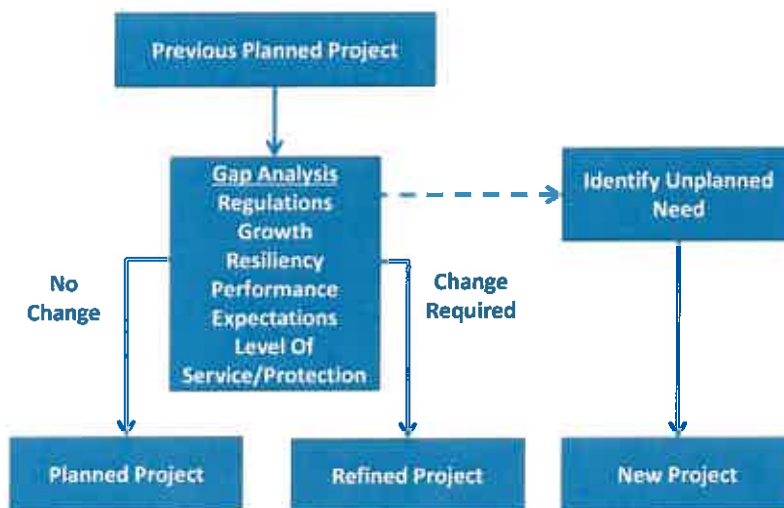 Previous Planned Project
Gap Analysis
Regulations
Growth
Resiliency
Performance
Expectations
Level Of
Service/Protection
Identify Unplanned
Need
No
Change
Change
Required
Planned Project
Refined Project
New Project